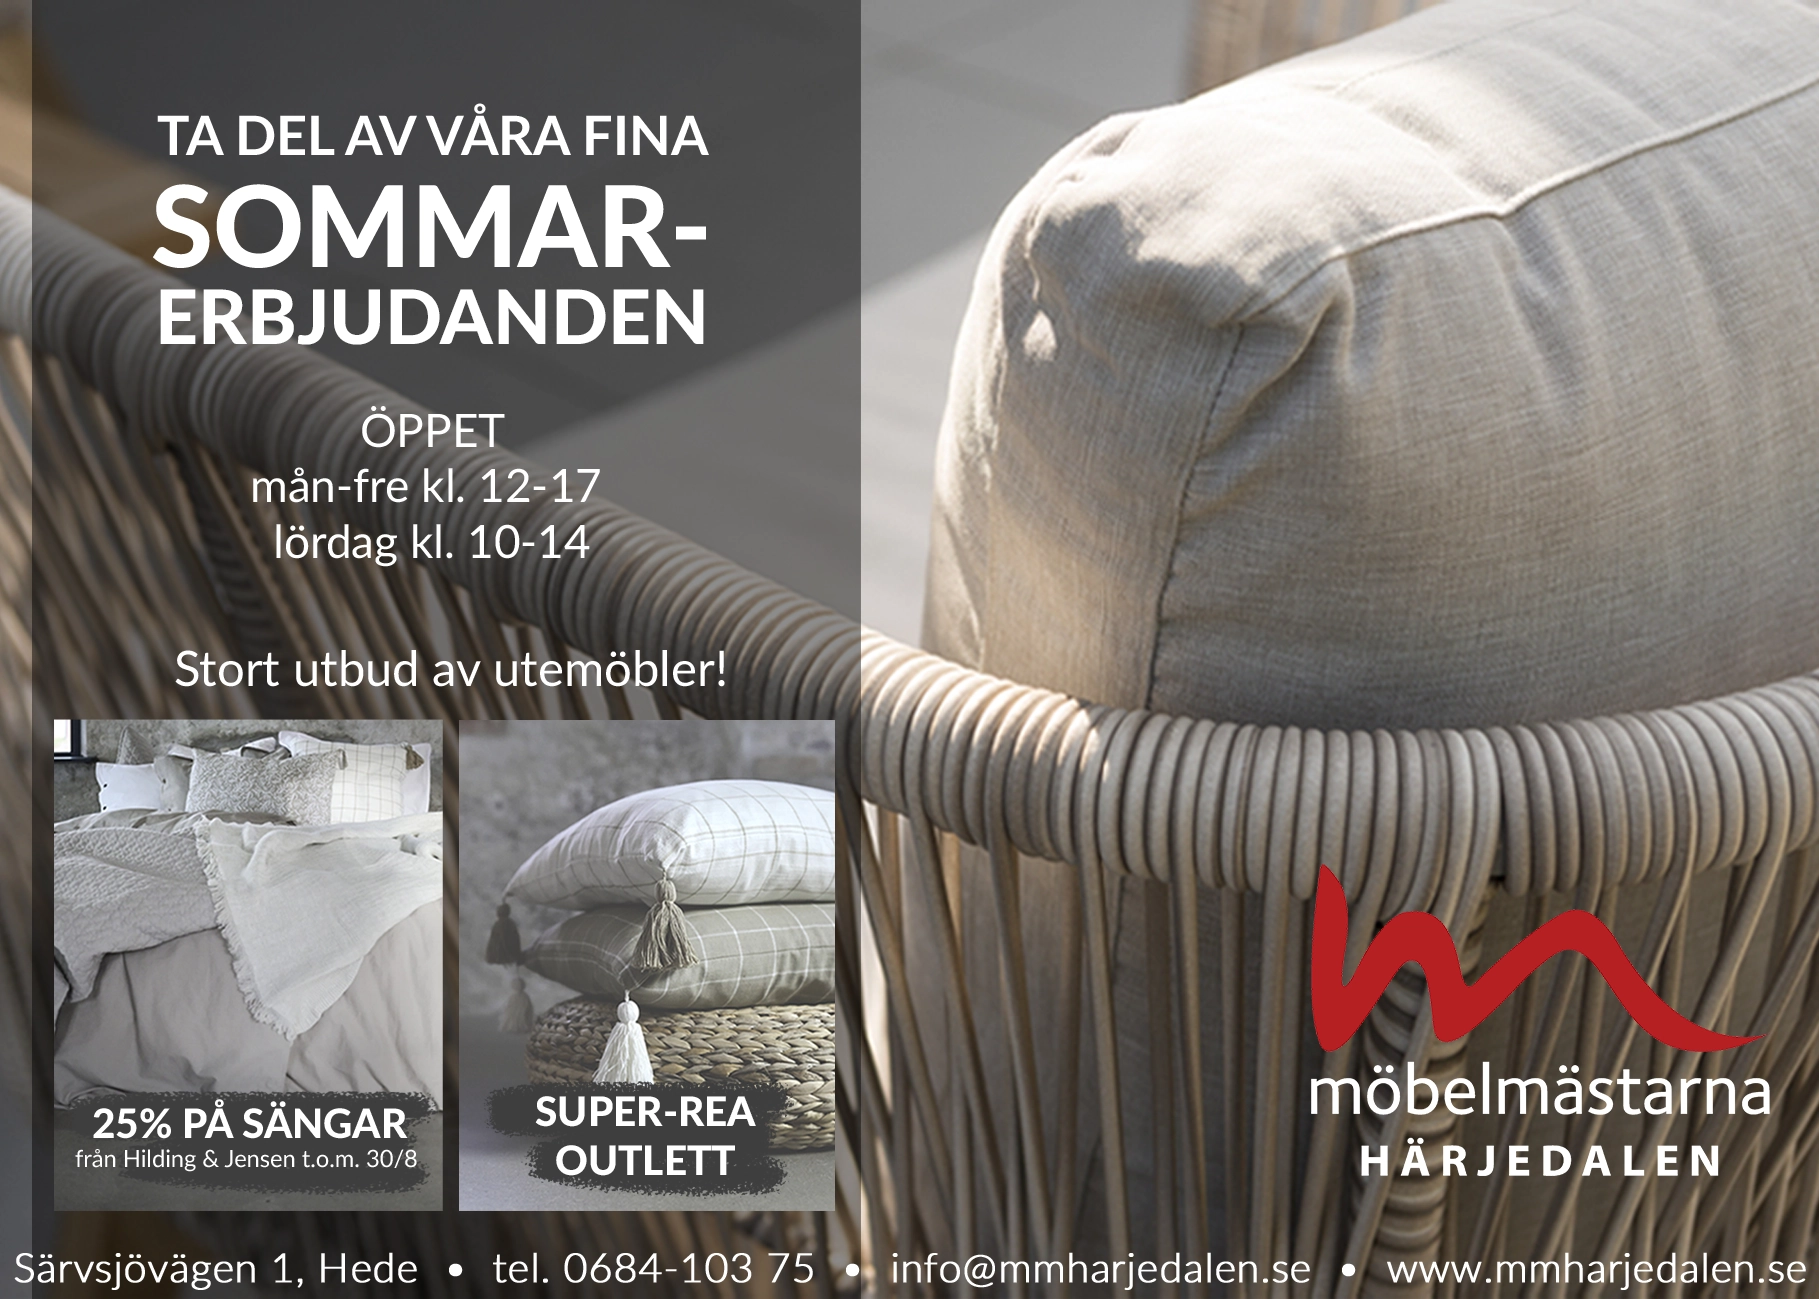 TA DEL AV VÅRA FINA
SOMMAR-
ERBJUDANDEN
ÖPPET
mån-fre kl. 12-17
lördag kl. 10-14
Stort utbud av utemöbler!
25% PÅ SÄNGAR
från Hilding & Jensen t.o.m. 30/8
SUPER-REA
OUTLETT
möbelmästarna
HÄRJEDALEN
Särvsjövägen 1, Hede • tel. 0684-103 75 • info@mmharjedalen.se • www.mmharjedalen.se